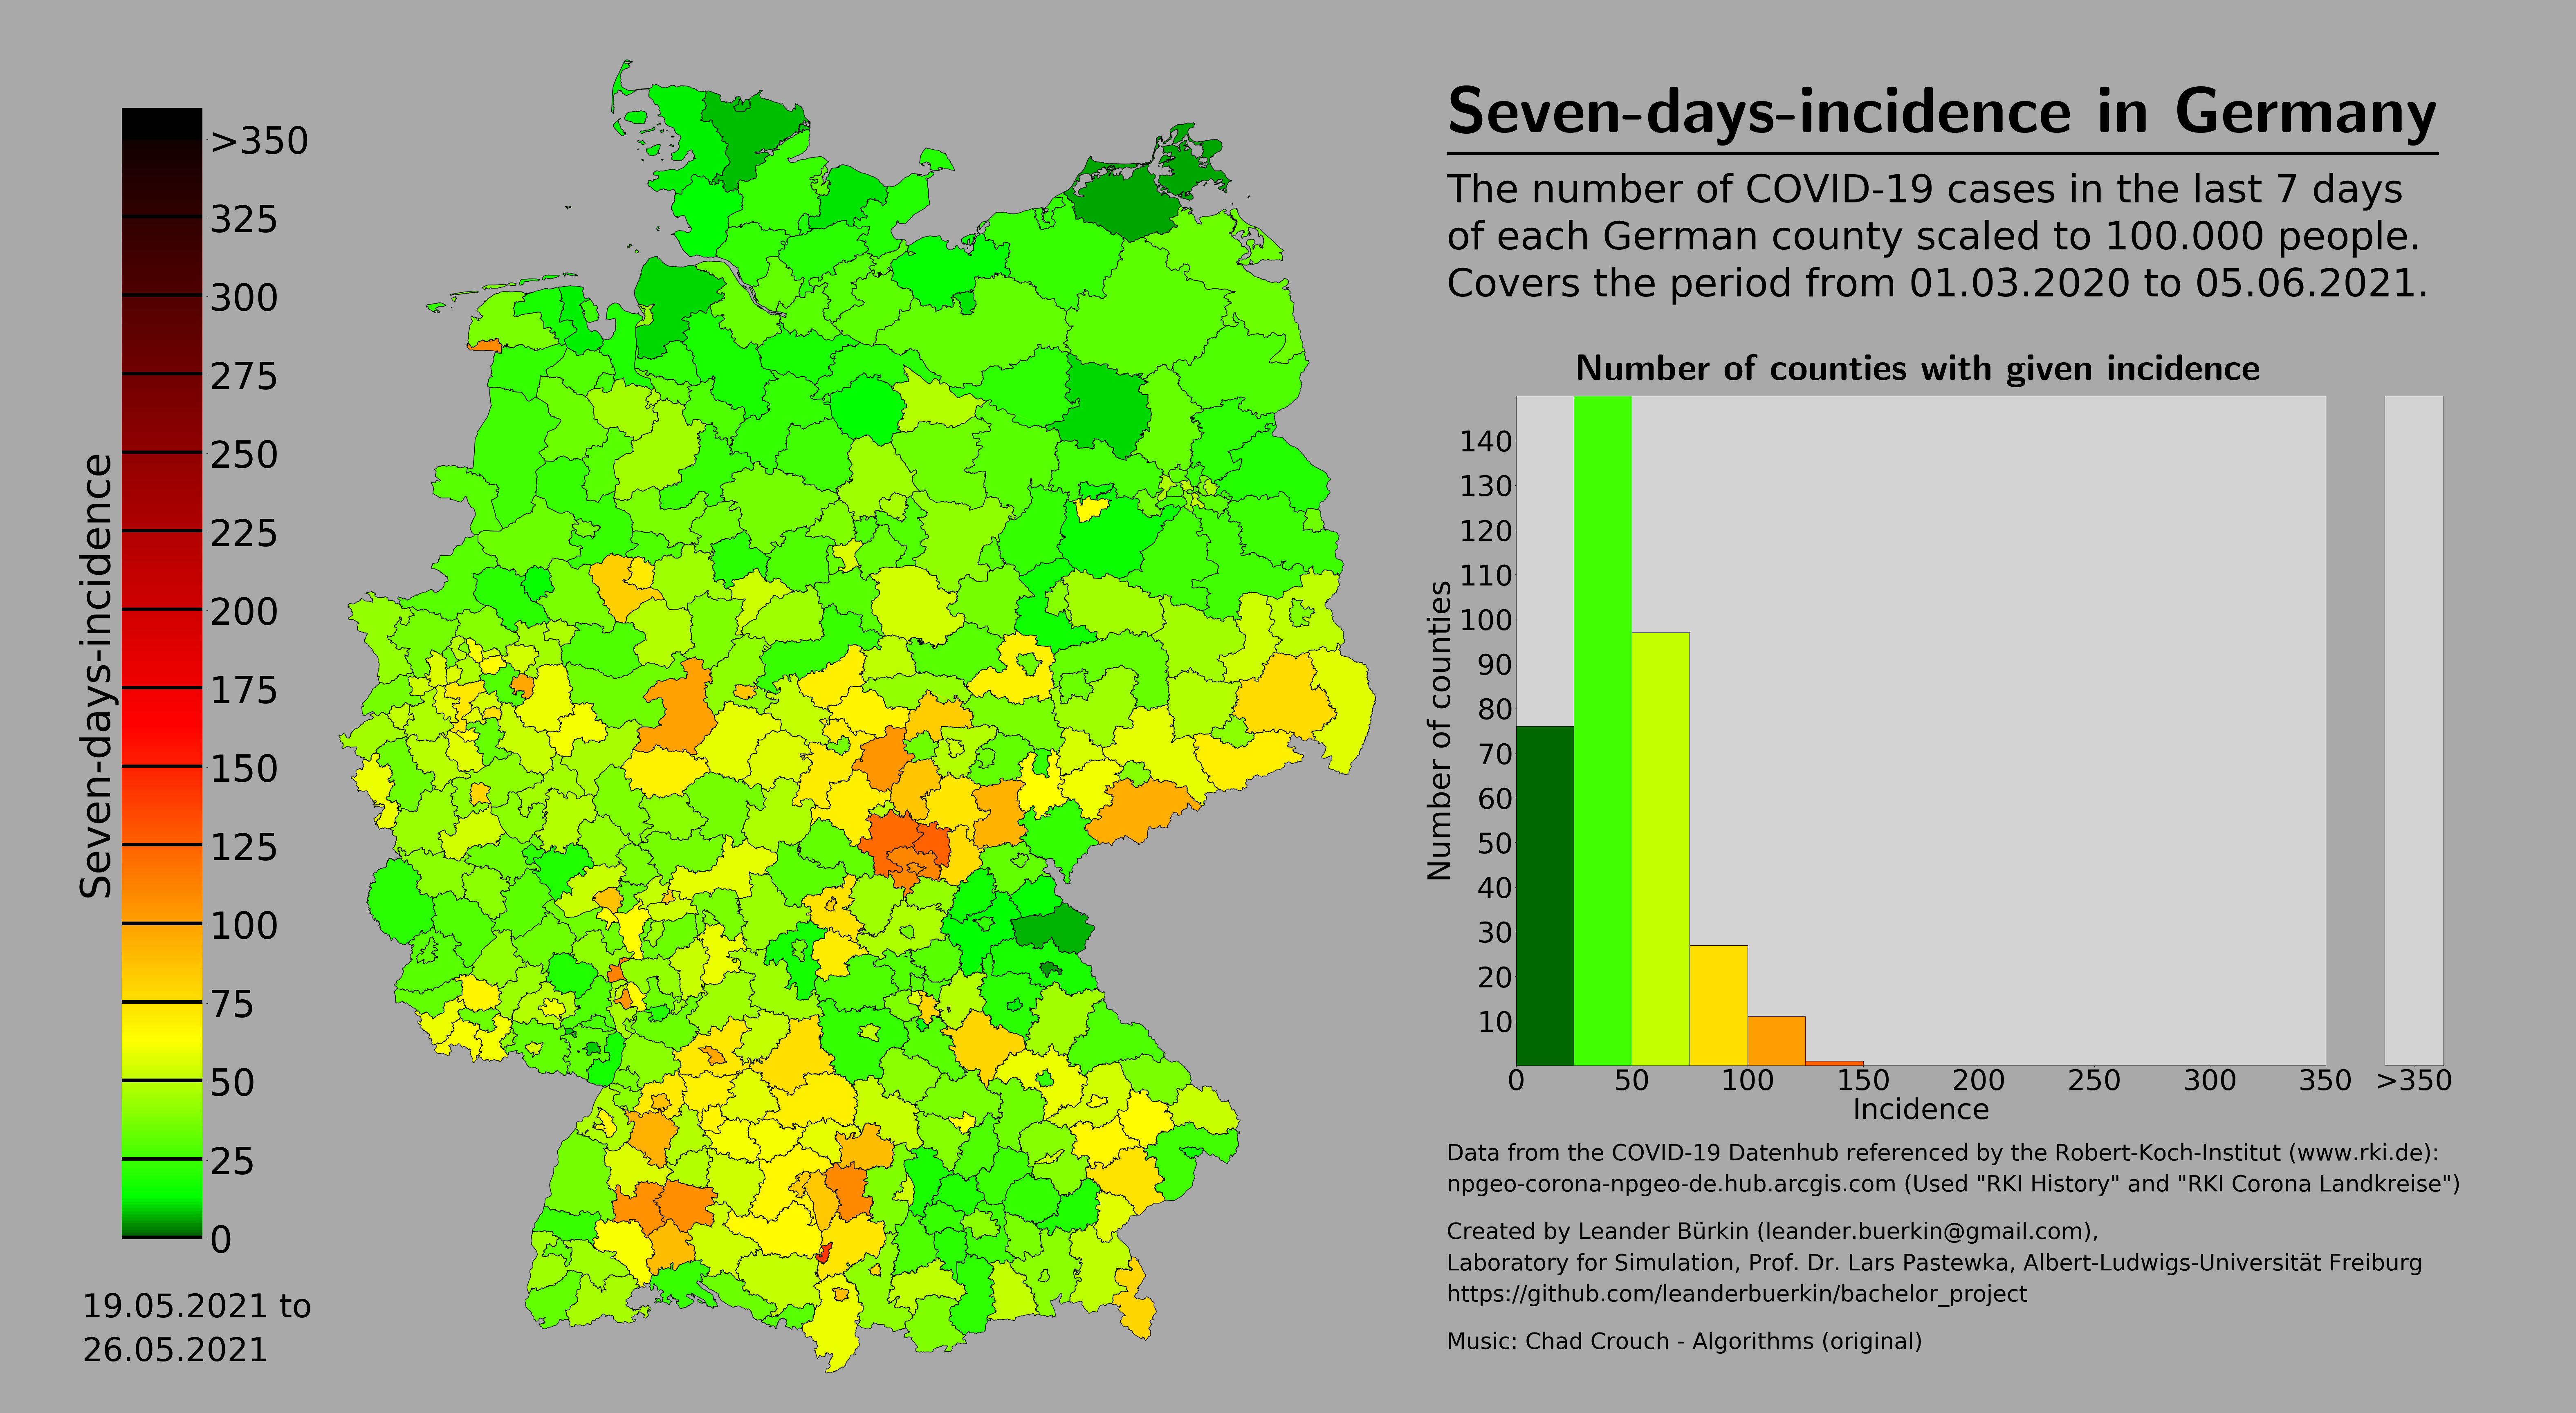 Seven-days-incidence in Germany
The number of COVID-19 cases in the last 7 days
of each German county scaled to 100.000 people.
Covers the period from 01.03.2020 to 05.06.2021.
Seven-days-incidence
>350
325
300
275
250
225
200
175
150
125
100
75
50
25
0
19.05.2021 to
26.05.2021
Number of counties with given incidence
Number of counties
140
130
120
110
100
90
80
70
60
50
40
30
20
10
0 50 100 150 200 250 300 350 >350
Incidence
Data from the COVID-19 Datenhub referenced by the Robert-Koch-Institut (www.rki.de):
npgeo-corona-npgeo-de.hub.arcgis.com (Used "RKI History" and "RKI Corona Landkreise")
Created by Leander Bürkin (leander.buerkin@gmail.com),
Laboratory for Simulation, Prof. Dr. Lars Pastewka, Albert-Ludwigs-Universität Freiburg
https://github.com/leanderbuerkin/bachelor_project
Music: Chad Crouch - Algorithms (original)